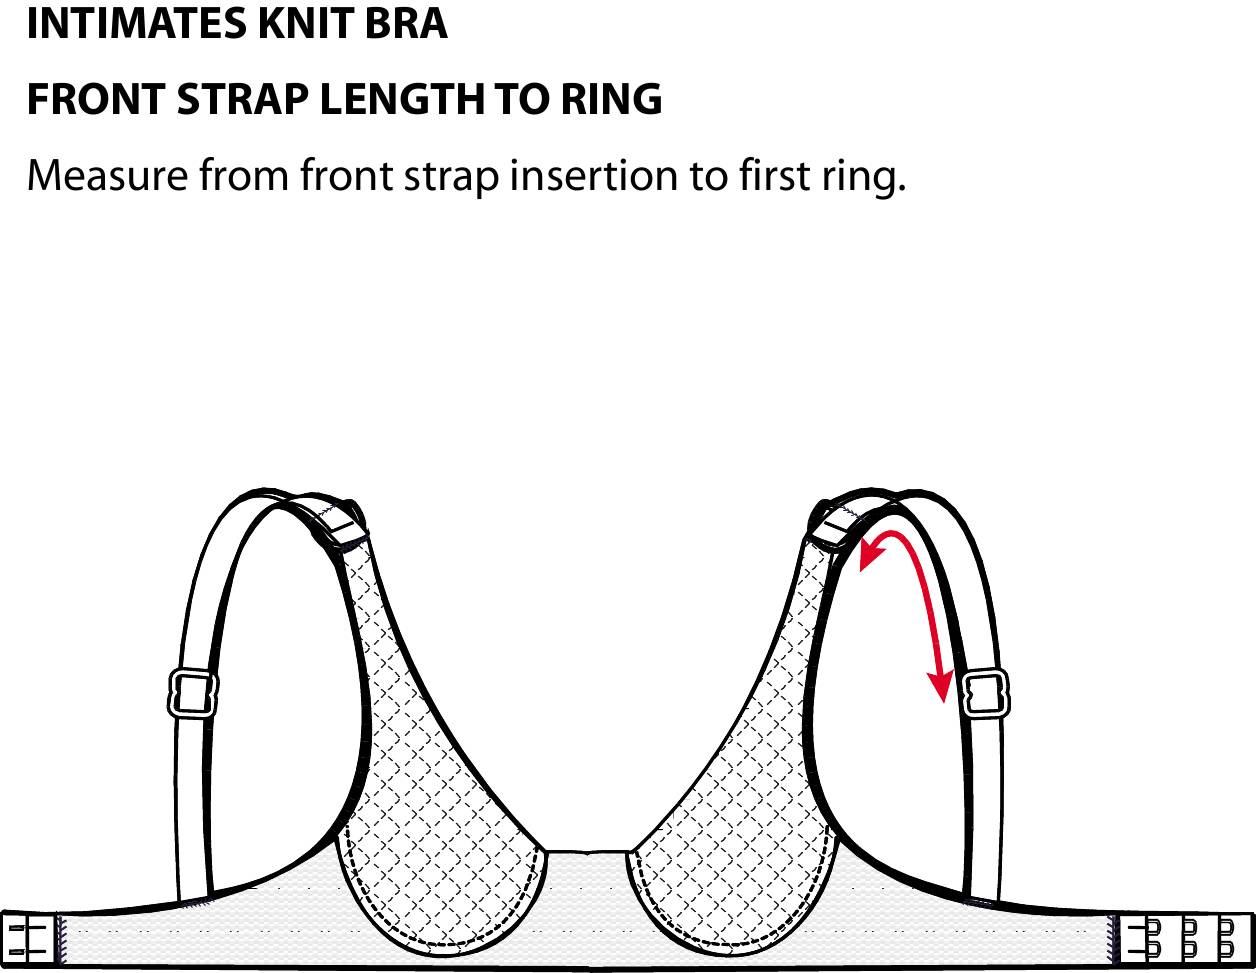 INTIMATES KNIT BRA
FRONT STRAP LENGTH TO RING
Measure from front strap insertion to first ring.